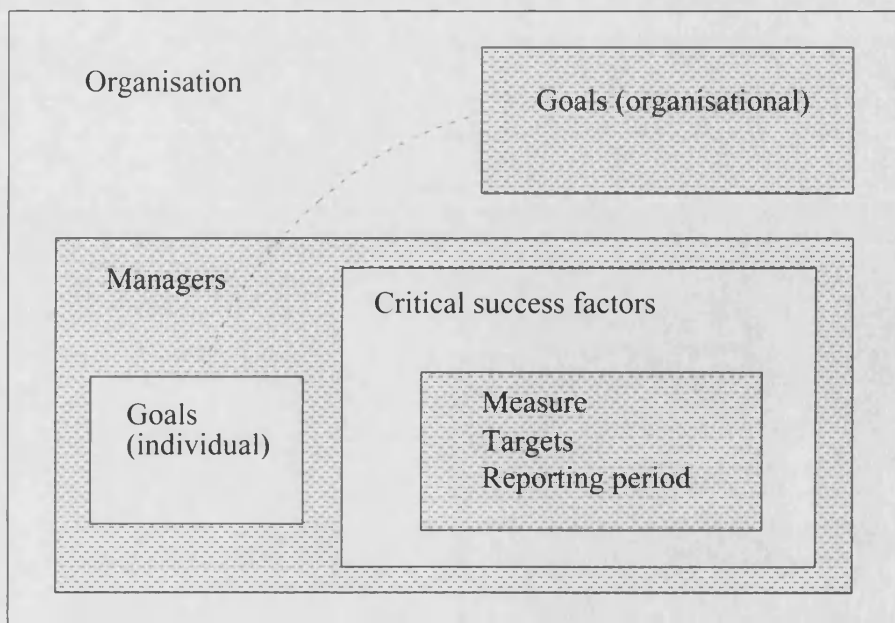 Organisation
Goals (organisational)
Managers
Critical success factors
Goals
(individual)
Measure
Targets
Reporting period